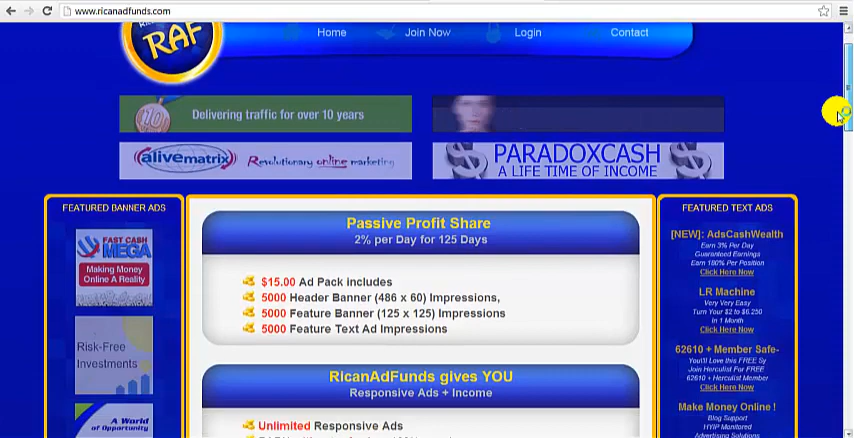 www.ricanadfunds.com
RAF
Home
Join Now
Login
Contact
10
Delivering traffic for over 10 years
alivematrix
Revolutionary online marketing
PARADOXCASH
A LIFE TIME OF INCOME
FEATURED BANNER ADS
FAST CASH
MEGA
Making Money
Online A Reality
Risk-Free
Investments
A World
of Opportunity
Passive Profit Share
2% per Day for 125 Days
$15.00 Ad Pack includes
5000 Header Banner (486 x 60) Impressions,
5000 Feature Banner (125 x 125) Impressions
5000 Feature Text Ad Impressions
RicanAdFunds gives YOU
Responsive Ads + Income
Unlimited Responsive Ads
FEATURED TEXT ADS
[NEW]: AdsCashWealth
Earn 3% Per Day
Guaranteed Earnings
Earn 180% Per Position
Click Here Now
LR Machine
Very Very Easy
Turn Your $2 to $6.250
In 1 Month
Click Here Now
62610 + Member Safe-
You'll Love this FREE Sy
Join Herculist For FREE
62610 + Herculist Member
Click Here Now
Make Money Online !
Blog Support
HYIP Monitored
Advertising Solutions